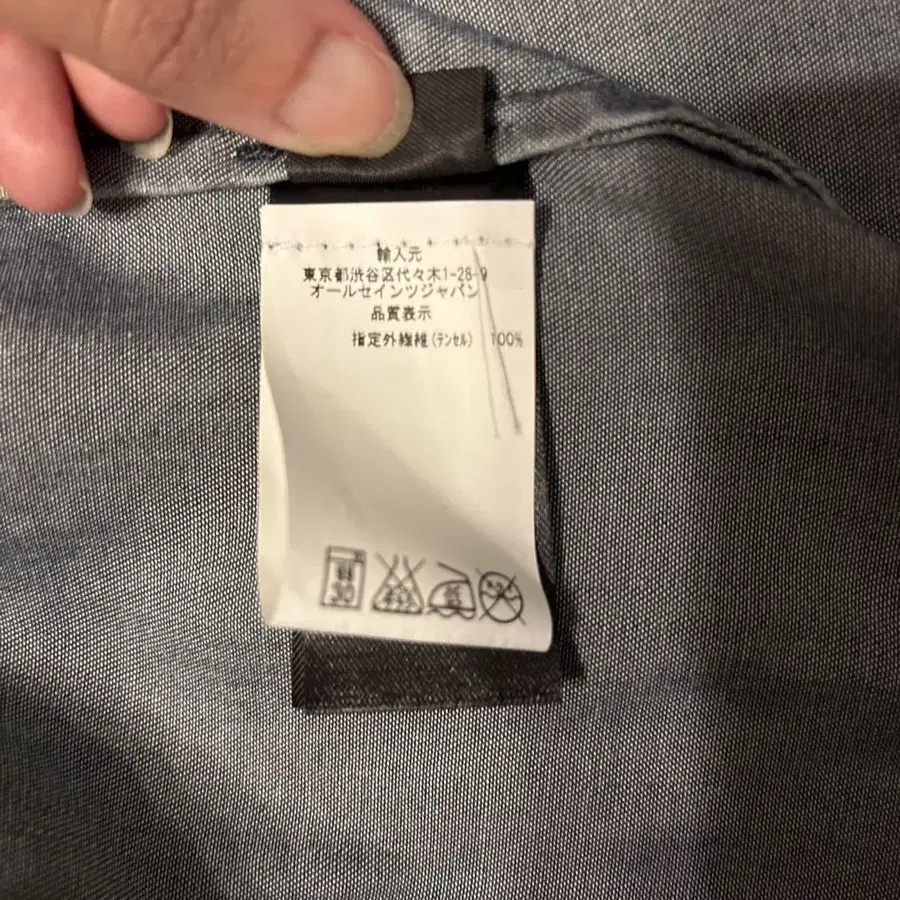 輸入元
東京都渋谷区代々木1-28-9
オールセインツジャパン
品質表示
指定外繊維(テンセル) 100%
30